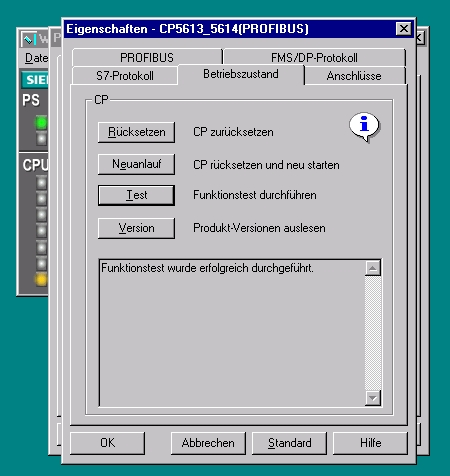 Eigenschaften - CP5613_5614(PROFIBUS)
PROFIBUS
FMS/DP-Protokoll
S7-Protokoll
Betriebszustand
Anschlüsse
CP
Rücksetzen
CP zurücksetzen
Neuanlauf
CP rücksetzen und neu starten
Test
Funktionstest durchführen
Version
Produkt-Versionen auslesen
Funktionstest wurde erfolgreich durchgeführt.
OK
Abbrechen
Standard
Hilfe
PS
CPU